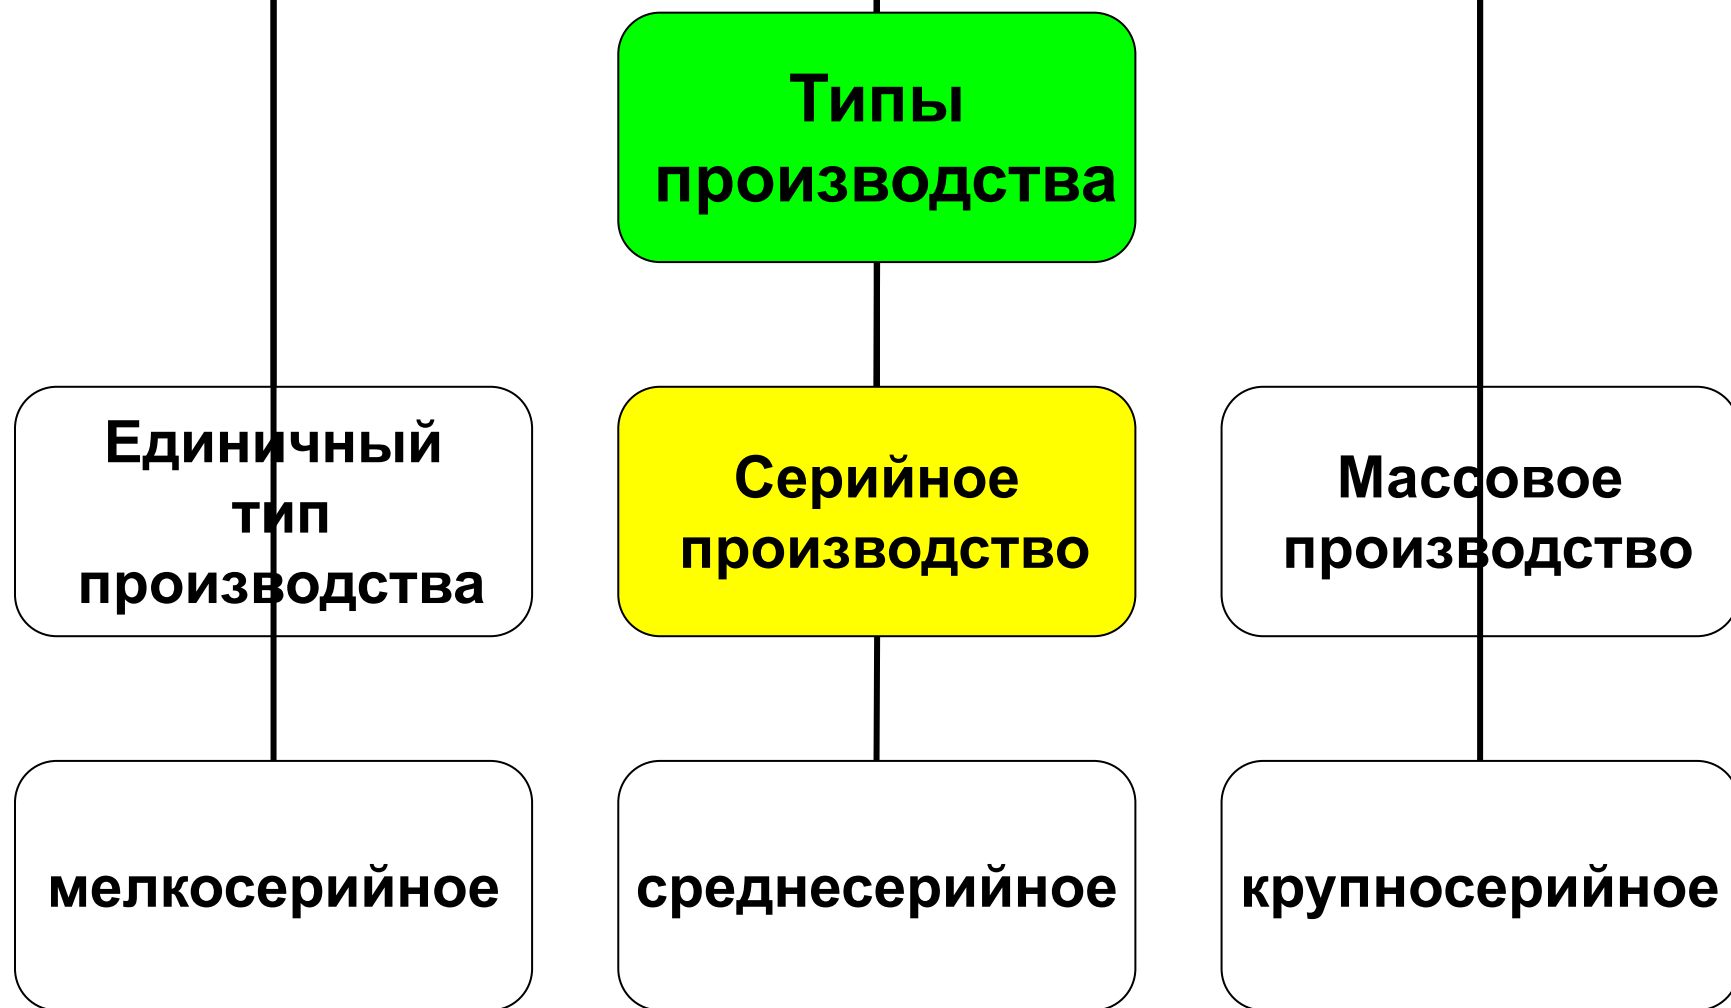 Типы
производства
Единичный
тип
производства
Серийное
производство
Массовое
производство
мелкосерийное
среднесерийное
крупносерийное